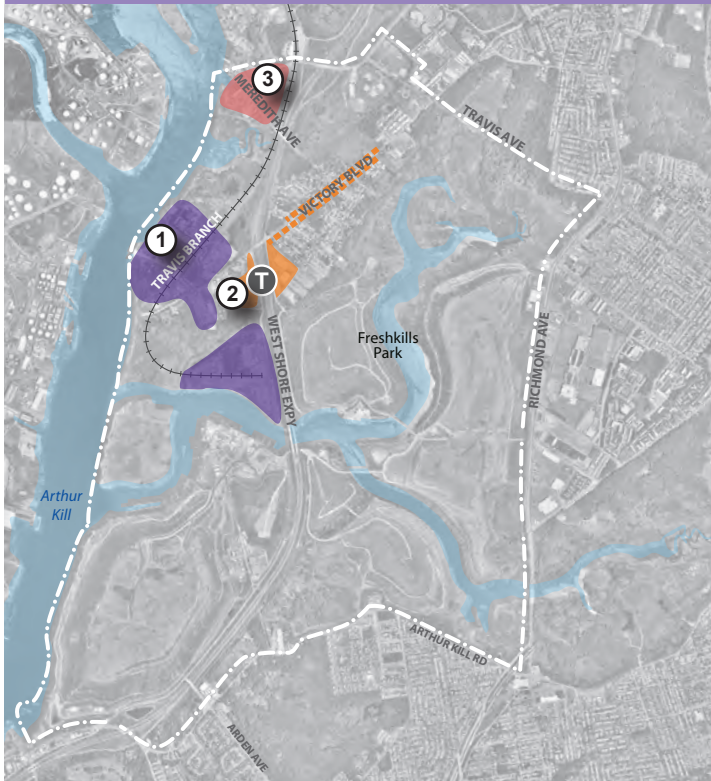 3
MEREDITH AVE
TRAVIS AVE
VICTORY BLVD
1
TRAVIS BRANCH
2
T
WEST SHORE EXPY
Freshkills
Park
RICHMOND AVE
Arthur
Kill
ARTHUR KILL RD
ARDEN AVE